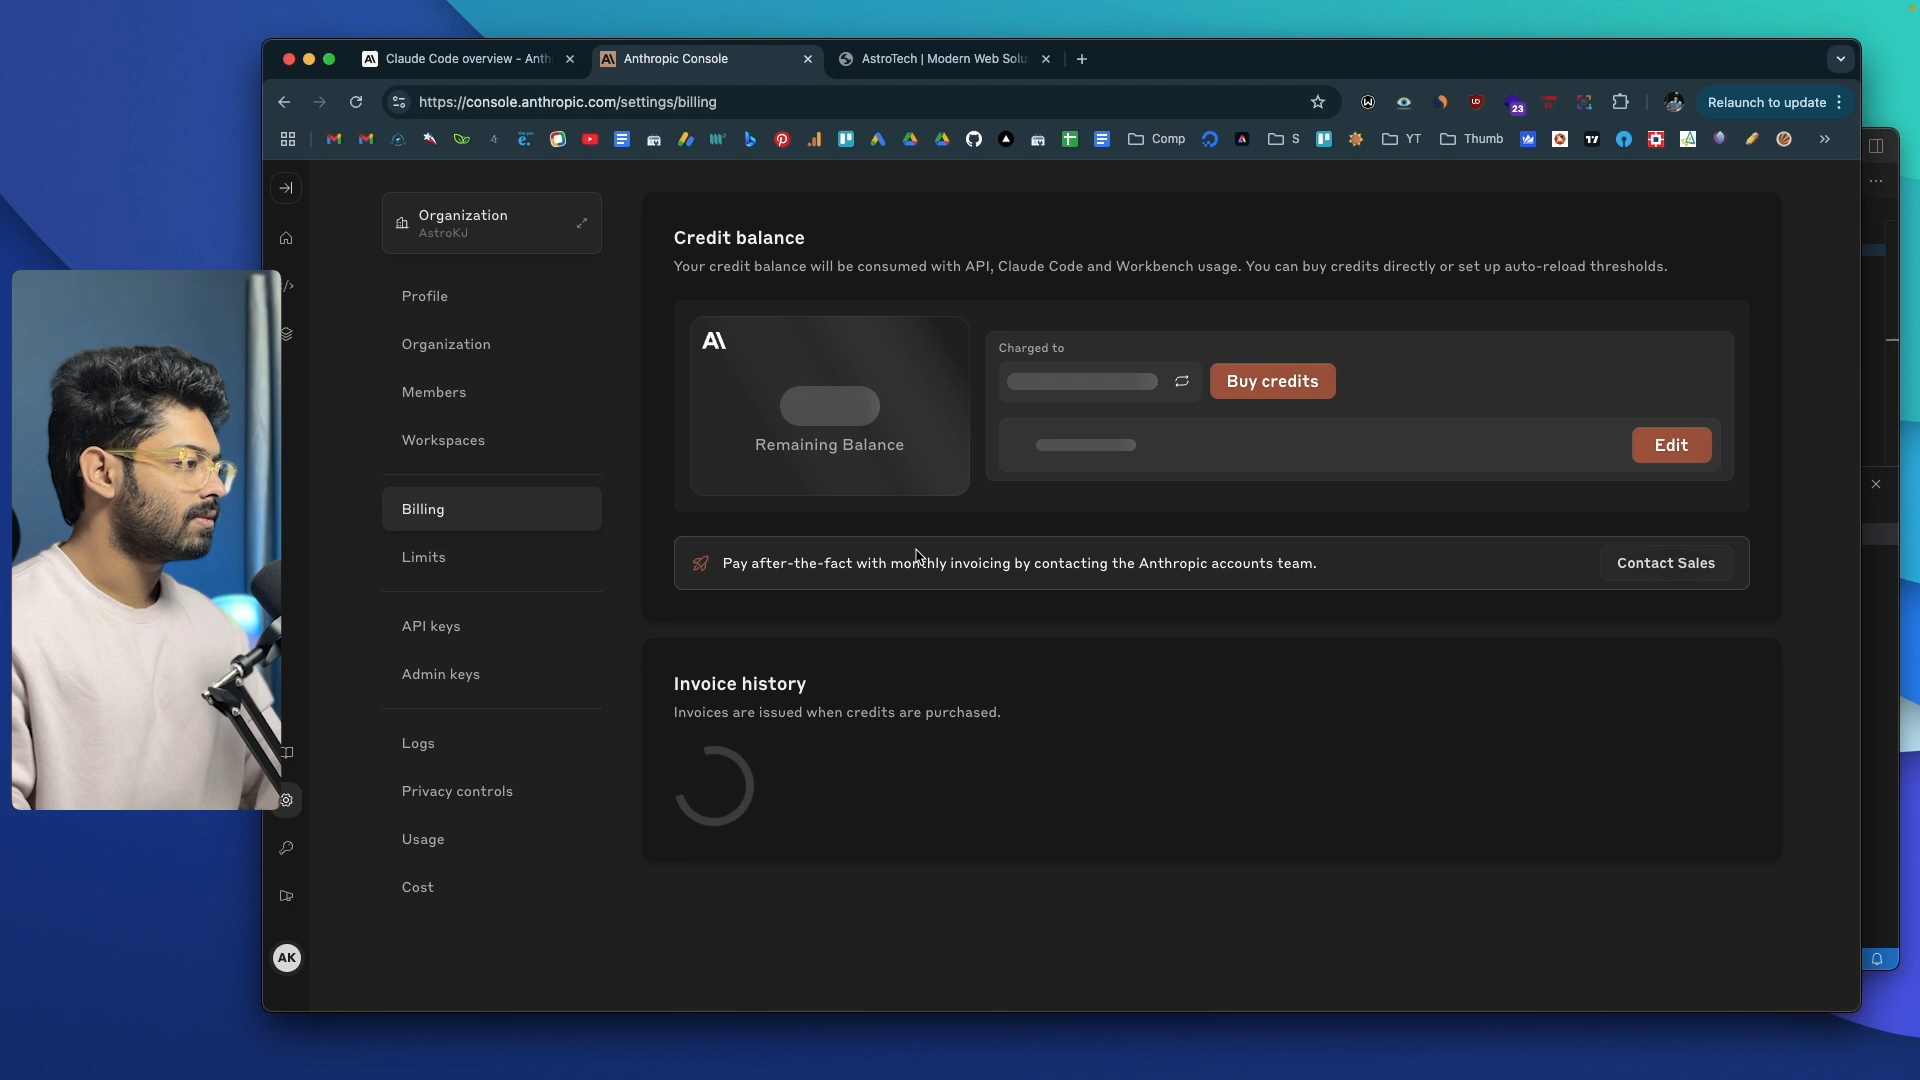 Claude Code overview - Anth
Anthropic Console
AstroTech | Modern Web Solu
https://console.anthropic.com/settings/billing
23
Relaunch to update
Comp
S
YT
Thumb
Organization
AstroKJ
Profile
Organization
Members
Workspaces
Billing
Limits
API keys
Admin keys
Logs
Privacy controls
Usage
Cost
AK
Credit balance
Your credit balance will be consumed with API, Claude Code and Workbench usage. You can buy credits directly or set up auto-reload thresholds.
Remaining Balance
Charged to
Buy credits
Edit
Pay after-the-fact with monthly invoicing by contacting the Anthropic accounts team.
Contact Sales
Invoice history
Invoices are issued when credits are purchased.